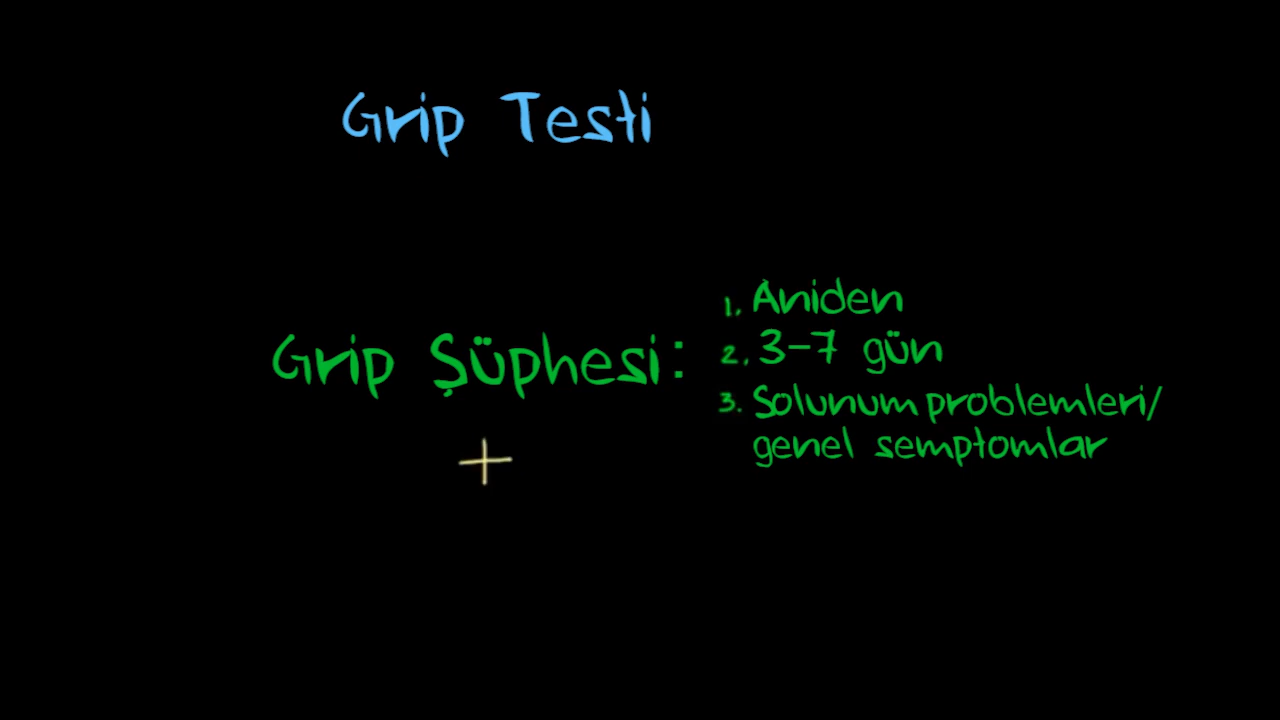 Grip Testi
Grip Şüphesi:
1. Aniden
2. 3-7 gün
3. Solunum problemleri/
genel semptomlar
+